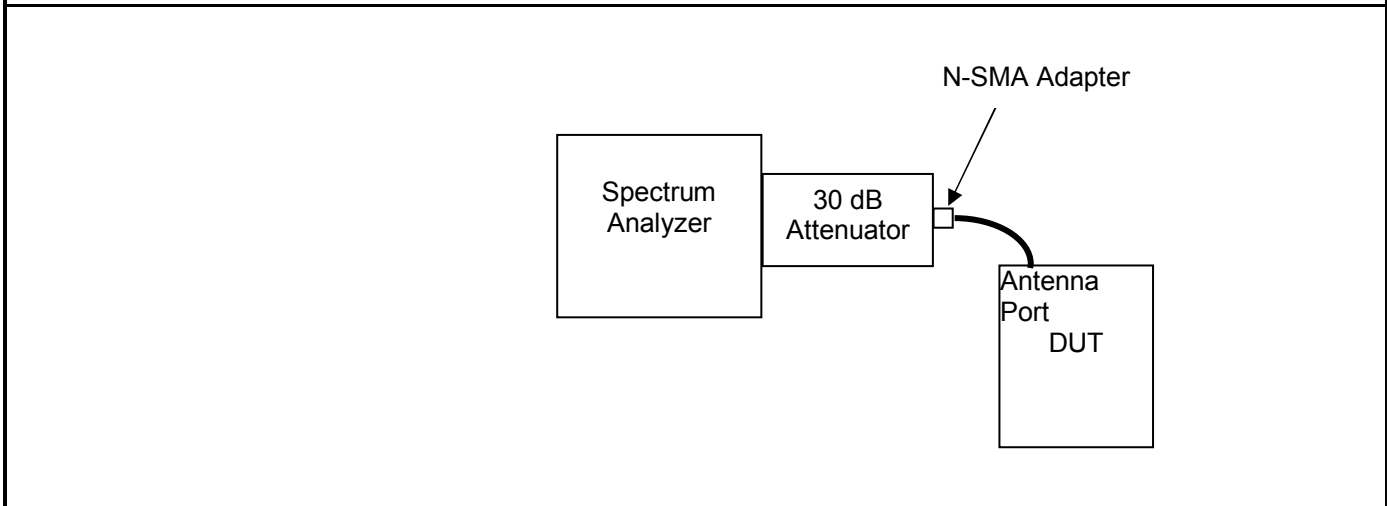 N-SMA Adapter
Spectrum
Analyzer
30 dB
Attenuator
Antenna
Port
DUT